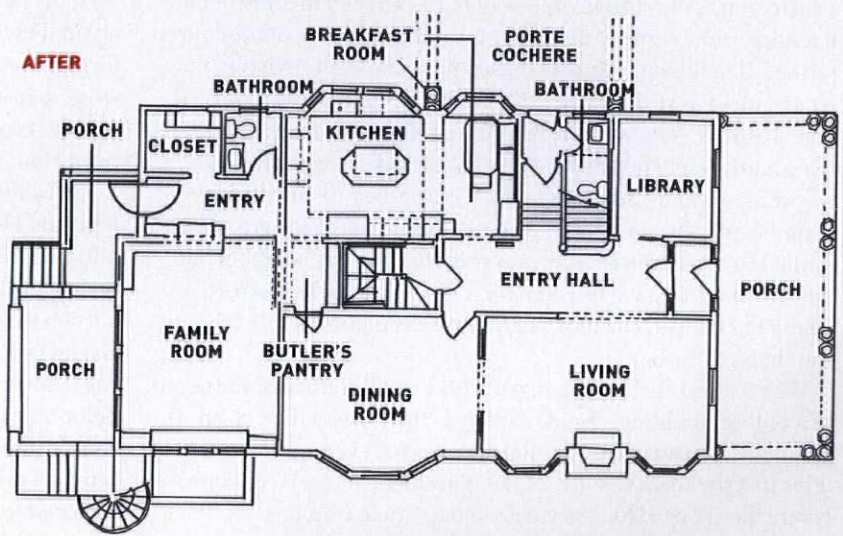 AFTER
BREAKFAST
ROOM
PORTE
COCHERE
BATHROOM
BATHROOM
PORCH
CLOSET
KITCHEN
LIBRARY
ENTRY
ENTRY HALL
PORCH
FAMILY
ROOM
PORCH
BUTLER'S
PANTRY
DINING
ROOM
LIVING
ROOM